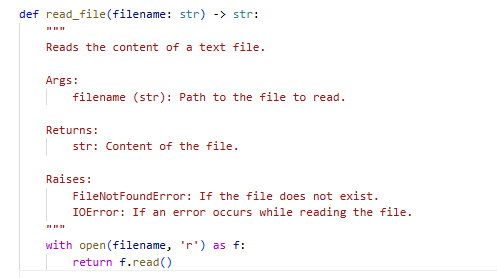 def read_file(filename: str) -> str:
    """
    Reads the content of a text file.

    Args:
        filename (str): Path to the file to read.

    Returns:
        str: Content of the file.

    Raises:
        FileNotFoundError: If the file does not exist.
        IOError: If an error occurs while reading the file.
    """
    with open(filename, 'r') as f:
        return f.read()